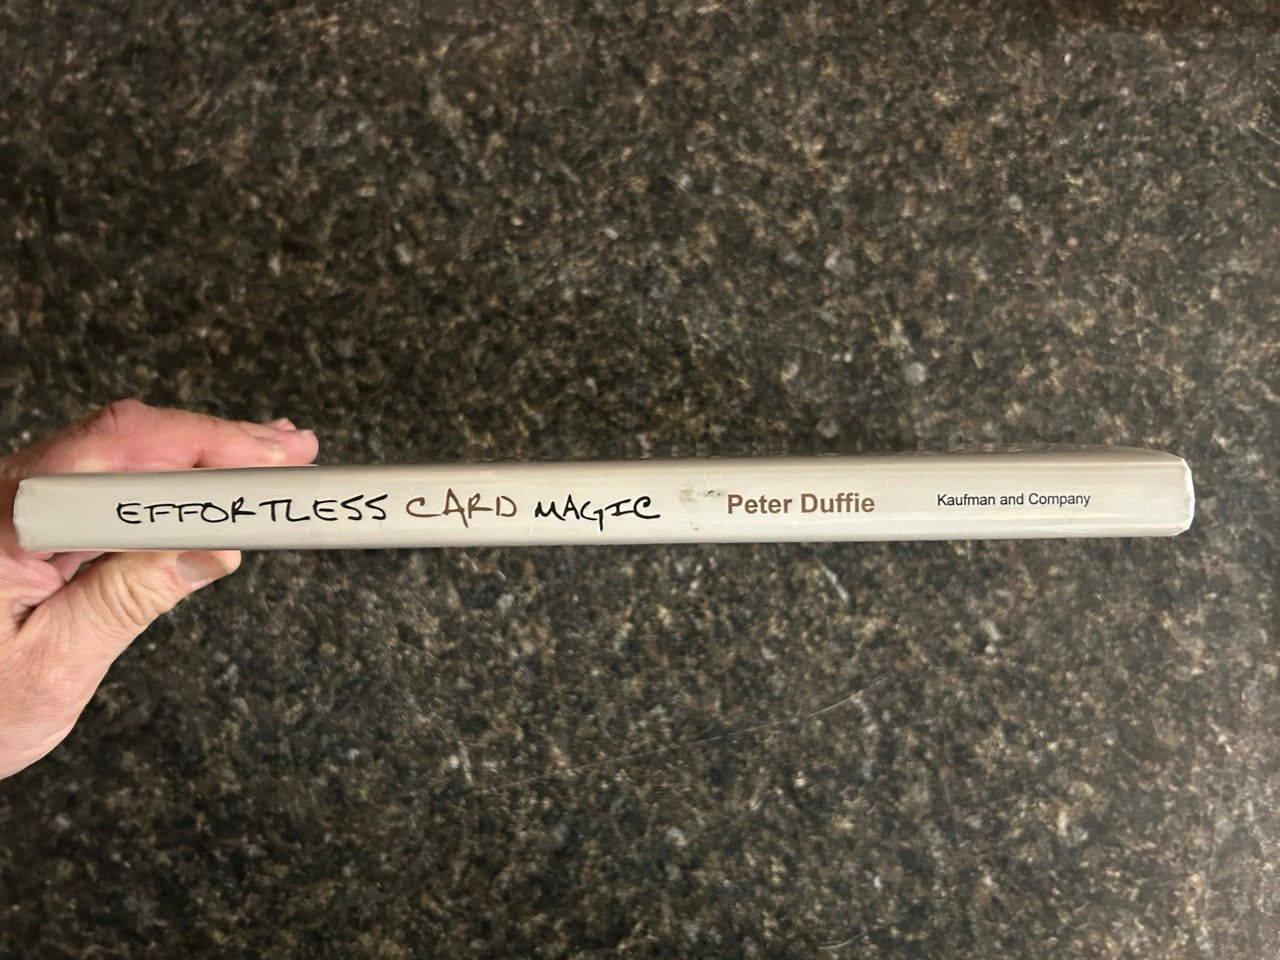 EFFORTLESS CARD MAGIC Peter Duffie Kaufman and Company